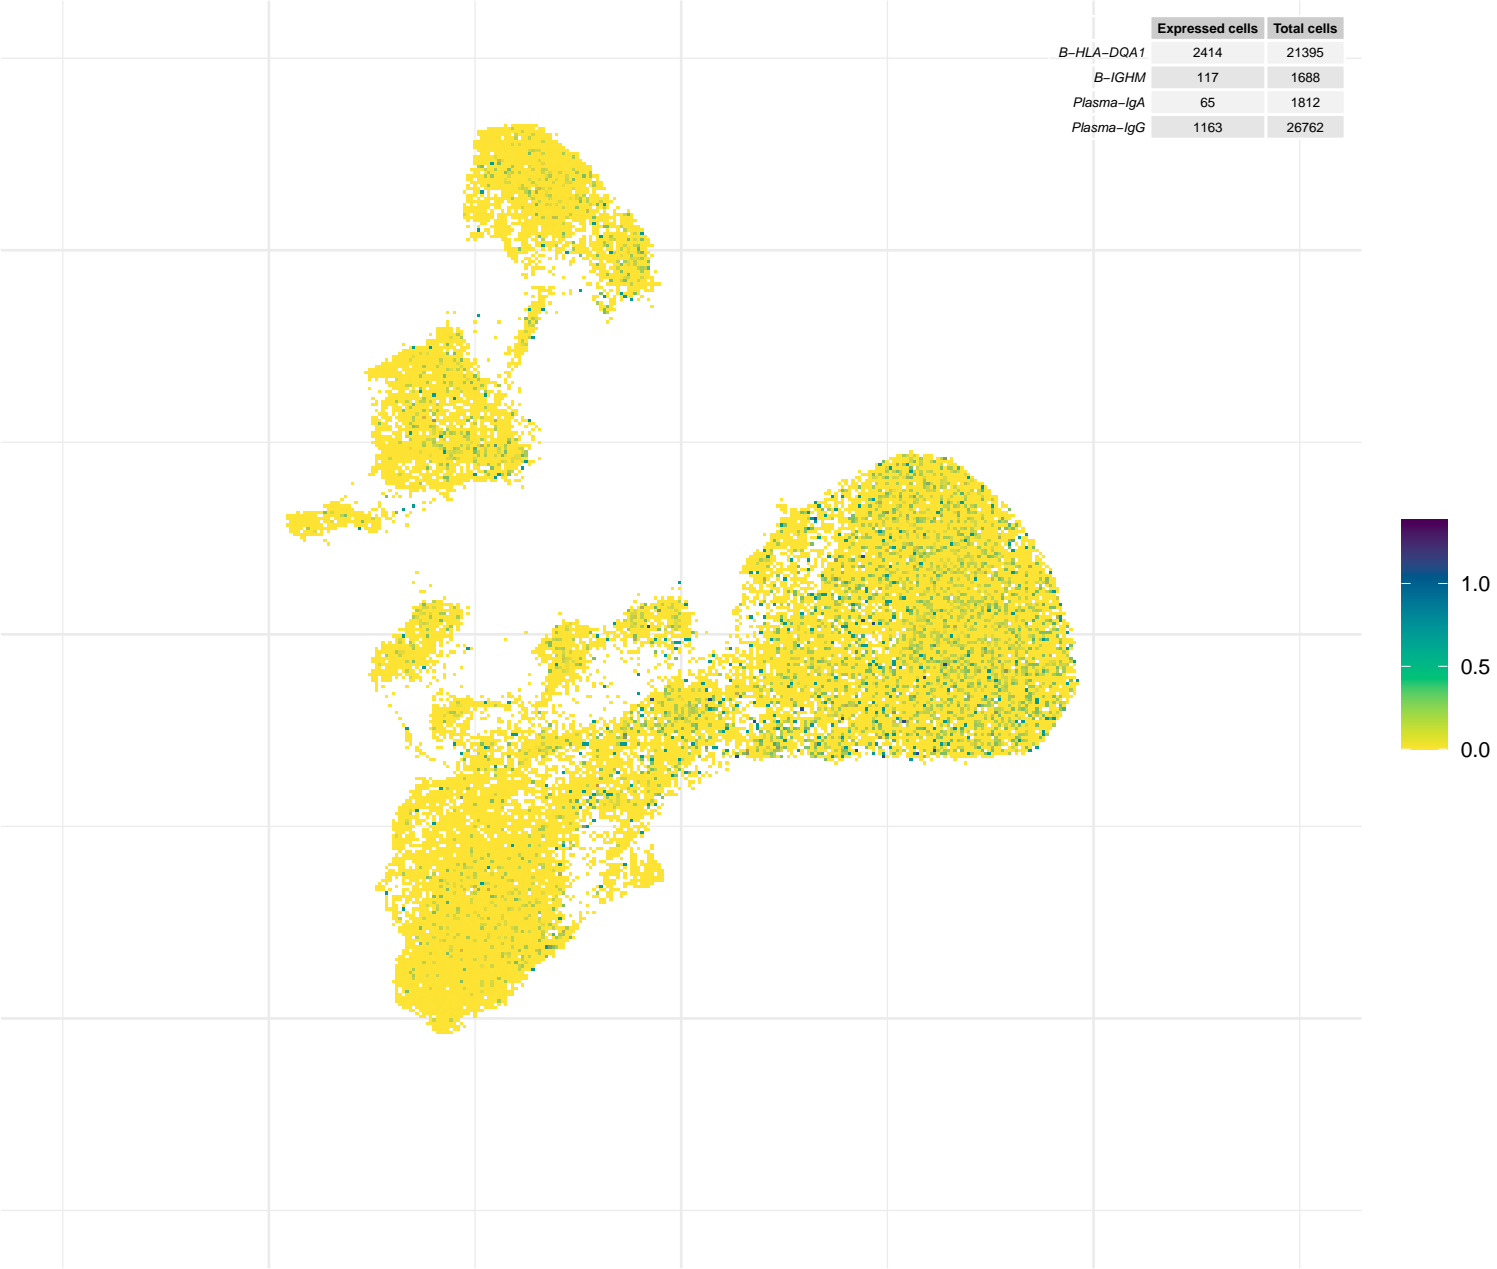 Expressed cells Total cells
B−HLA−DQA1 2414 21395
B−IGHM 117 1688
Plasma−IgA 65 1812
Plasma−IgG 1163 26762
1.0
0.5
0.0